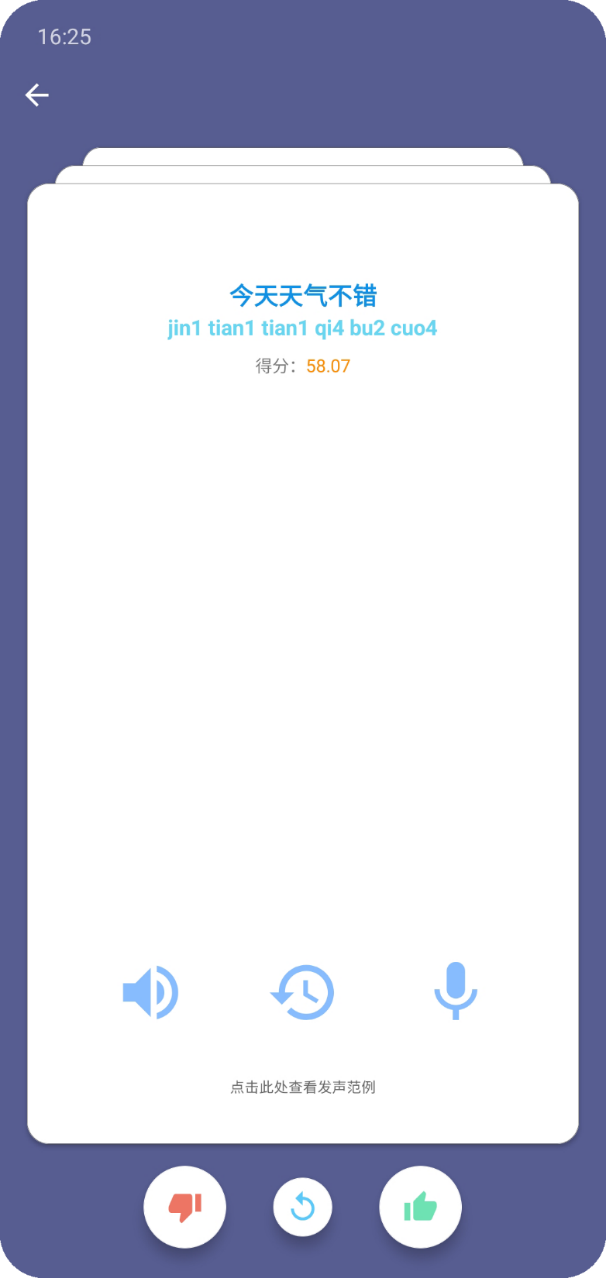 16:25
今天天气不错
jin1 tian1 tian1 qi4 bu2 cuo4
得分：58.07
点击此处查看发声范例